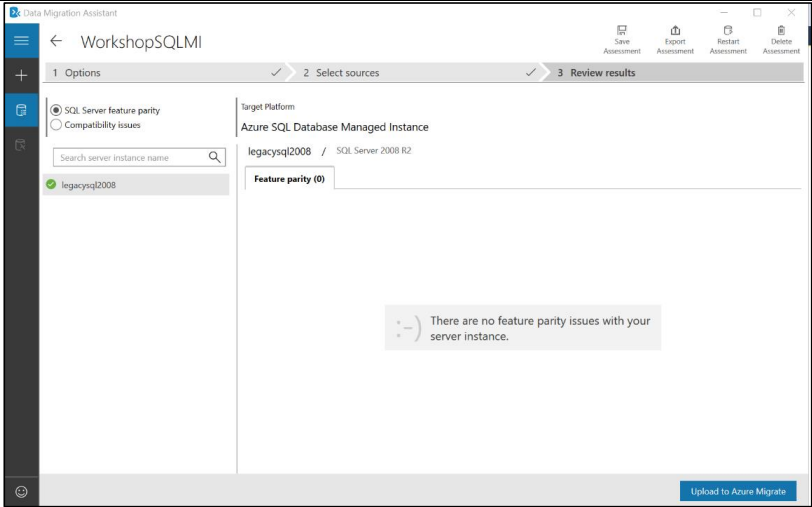 Data Migration Assistant
WorkshopSQLMI
Save Assessment
Export Assessment
Restart Assessment
Delete Assessment
1 Options
2 Select sources
3 Review results
SQL Server feature parity
Compatibility issues
Search server instance name
legacysql2008
Target Platform
Azure SQL Database Managed Instance
legacysql2008 / SQL Server 2008 R2
Feature parity (0)
:-)
There are no feature parity issues with your
server instance.
Upload to Azure Migrate